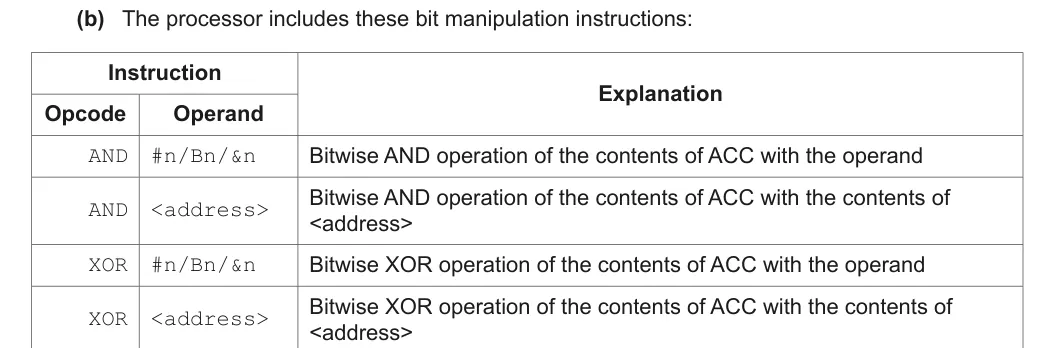 (b) The processor includes these bit manipulation instructions:
Instruction
Explanation
Opcode Operand
AND #n/Bn/&n Bitwise AND operation of the contents of ACC with the operand
AND <address> Bitwise AND operation of the contents of ACC with the contents of
<address>
XOR #n/Bn/&n Bitwise XOR operation of the contents of ACC with the operand
XOR <address> Bitwise XOR operation of the contents of ACC with the contents of
<address>